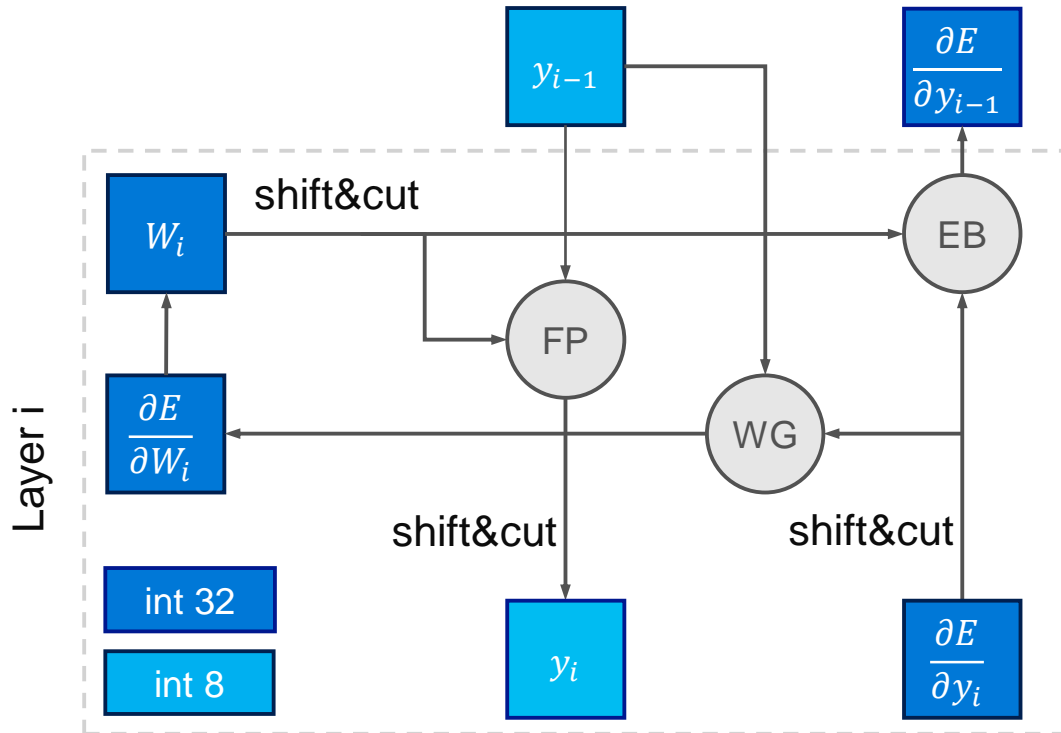 y_{i-1}
∂E
∂y_{i-1}
shift&cut
W_i
EB
FP
∂E
∂W_i
WG
Layer i
shift&cut
shift&cut
int 32
int 8
y_i
∂E
∂y_i